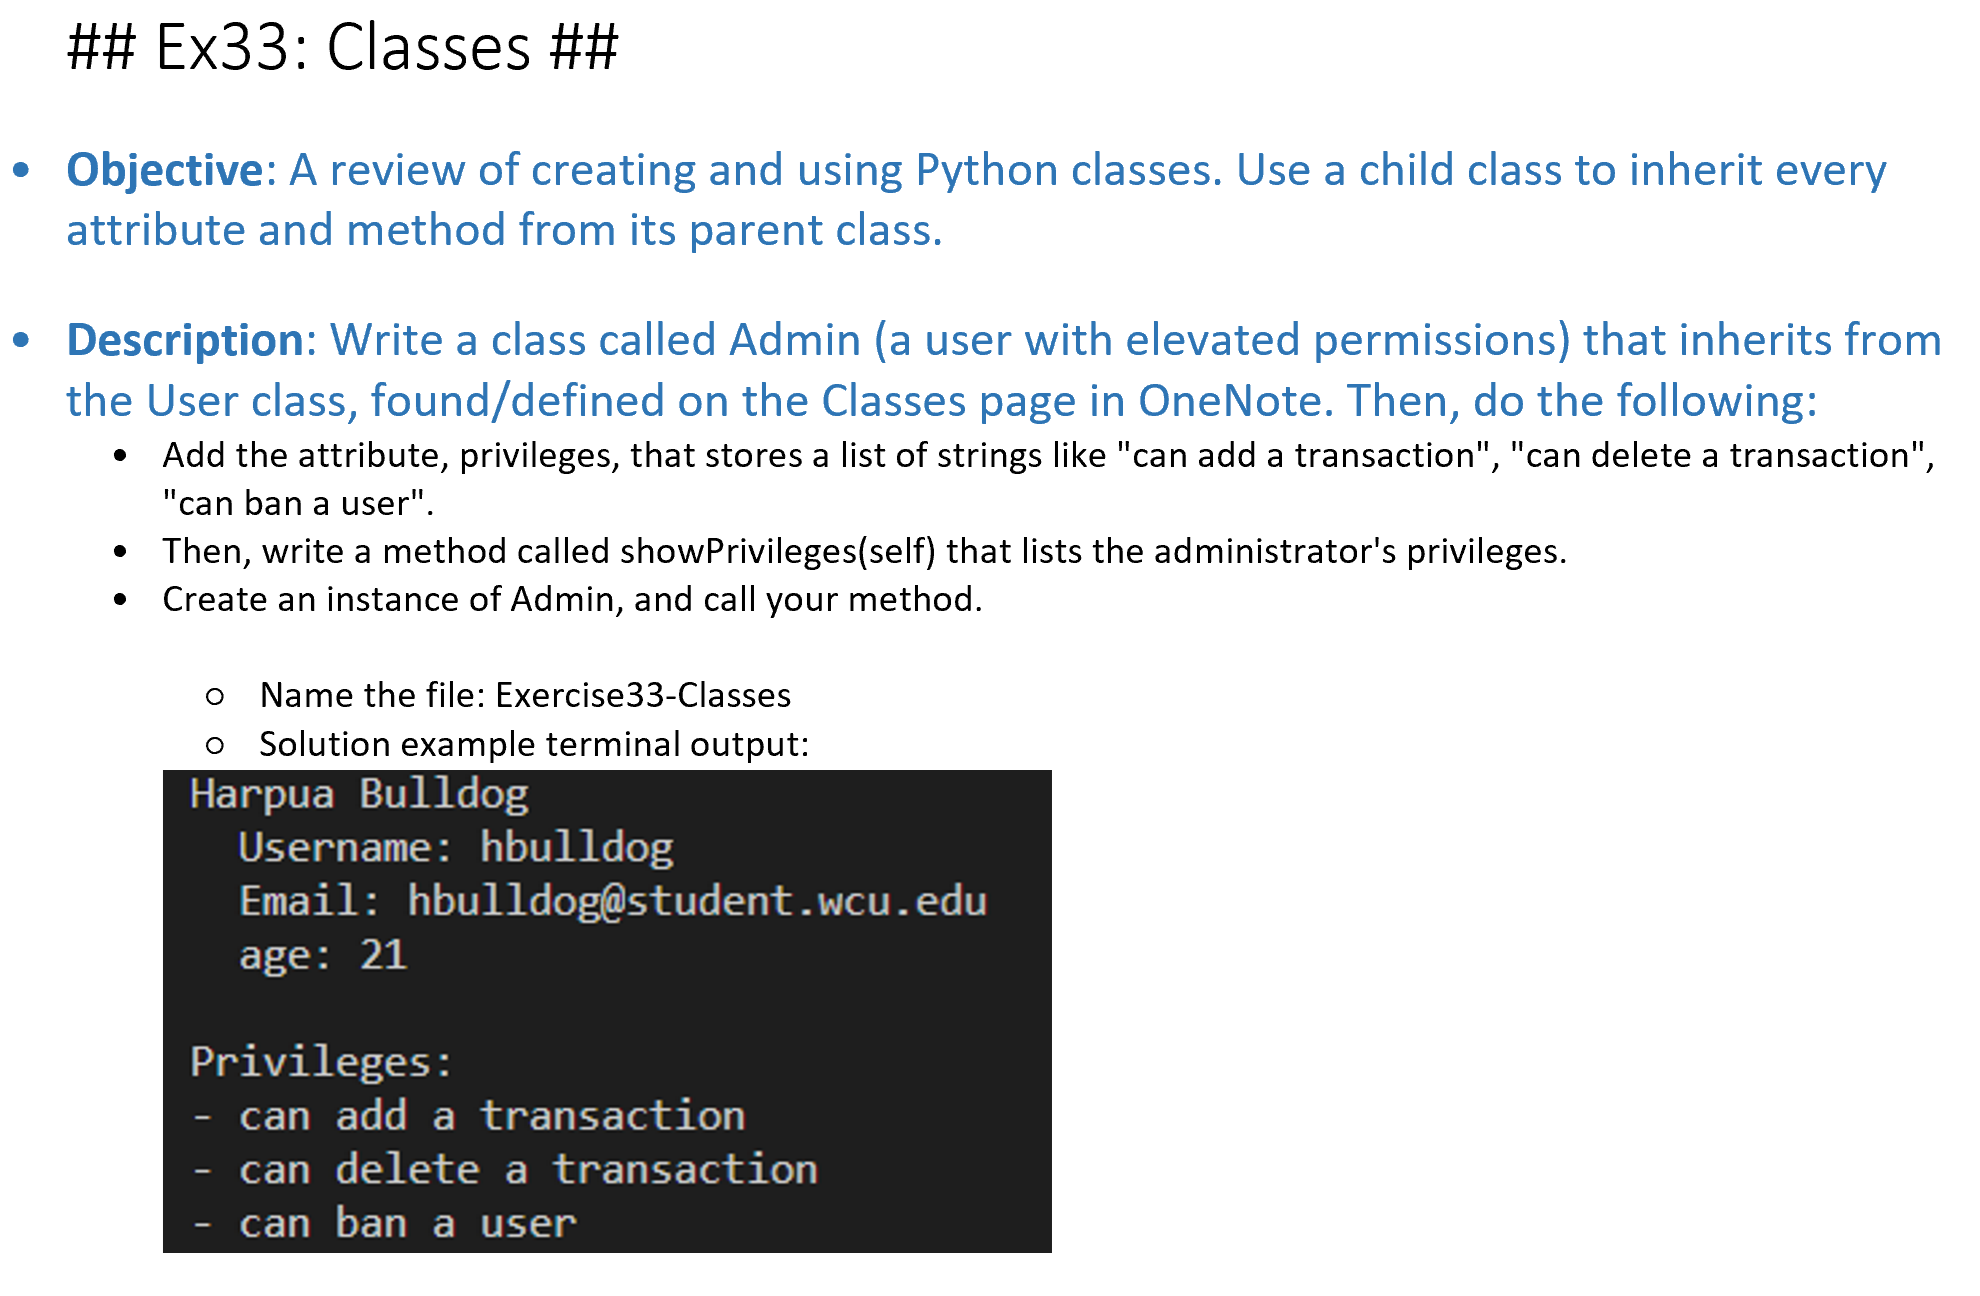 ## Ex33: Classes ##
• Objective: A review of creating and using Python classes. Use a child class to inherit every
attribute and method from its parent class.
• Description: Write a class called Admin (a user with elevated permissions) that inherits from
the User class, found/defined on the Classes page in OneNote. Then, do the following:
• Add the attribute, privileges, that stores a list of strings like "can add a transaction", "can delete a transaction",
"can ban a user".
• Then, write a method called showPrivileges(self) that lists the administrator's privileges.
• Create an instance of Admin, and call your method.
○ Name the file: Exercise33-Classes
○ Solution example terminal output:
Harpua Bulldog
Username: hbulldog
Email: hbulldog@student.wcu.edu
age: 21
Privileges:
- can add a transaction
- can delete a transaction
- can ban a user